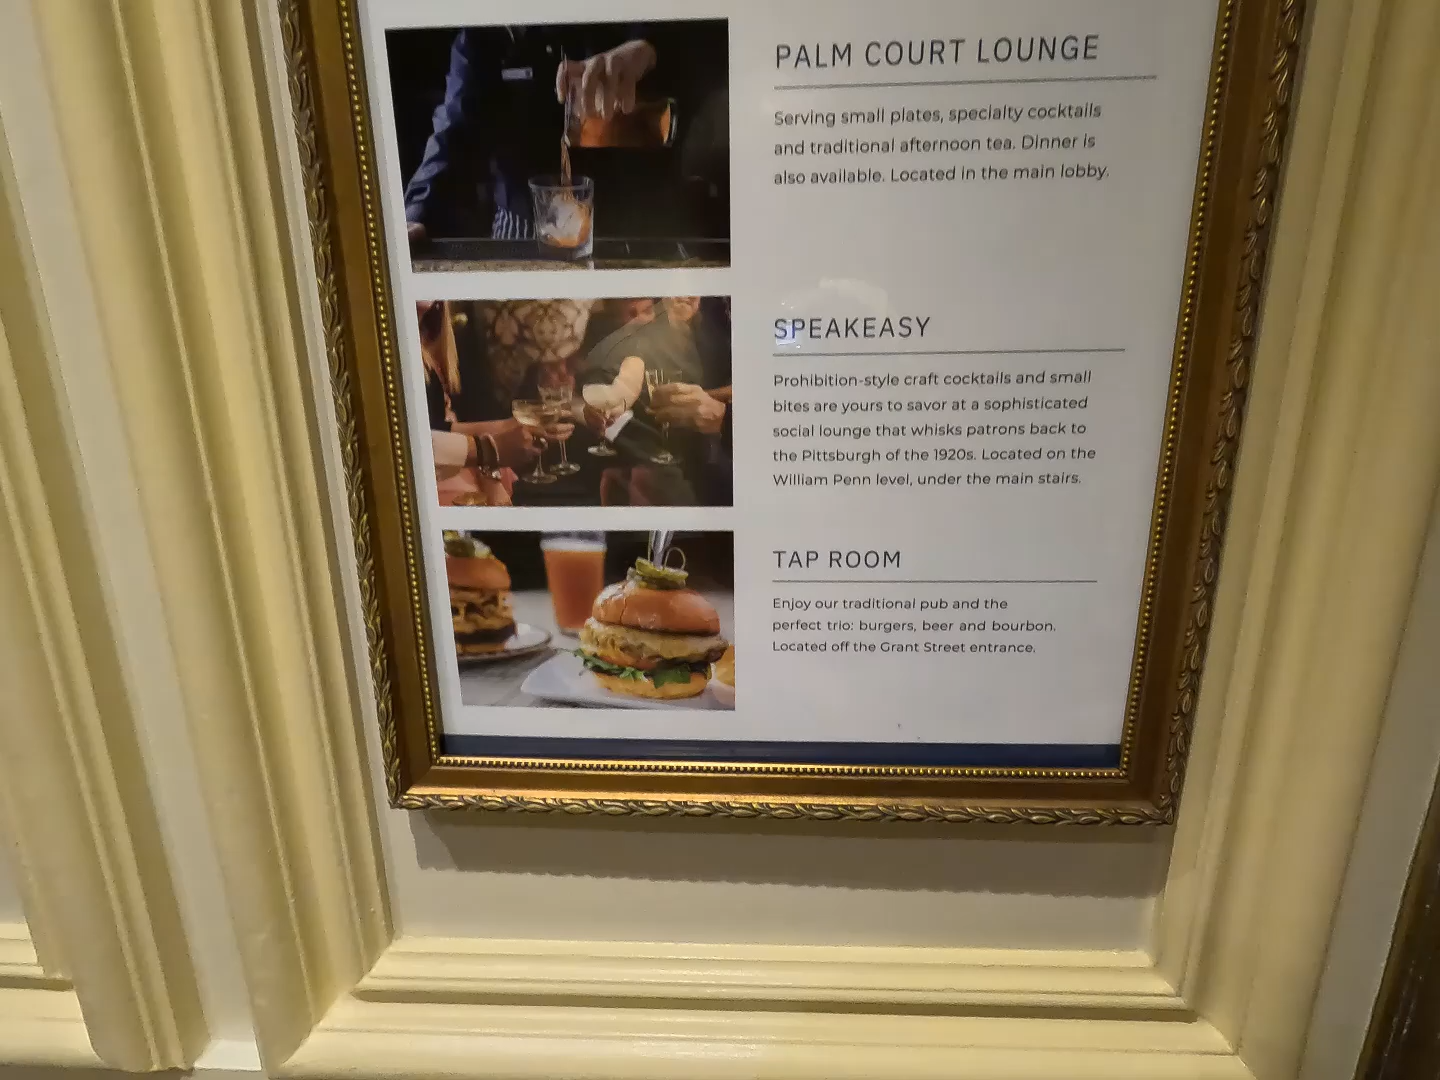 PALM COURT LOUNGE
Serving small plates, specialty cocktails
and traditional afternoon tea. Dinner is
also available. Located in the main lobby.
SPEAKEASY
Prohibition-style craft cocktails and small
bites are yours to savor at a sophisticated
social lounge that whisks patrons back to
the Pittsburgh of the 1920s. Located on the
William Penn level, under the main stairs.
TAP ROOM
Enjoy our traditional pub and the
perfect trio: burgers, beer and bourbon.
Located off the Grant Street entrance.